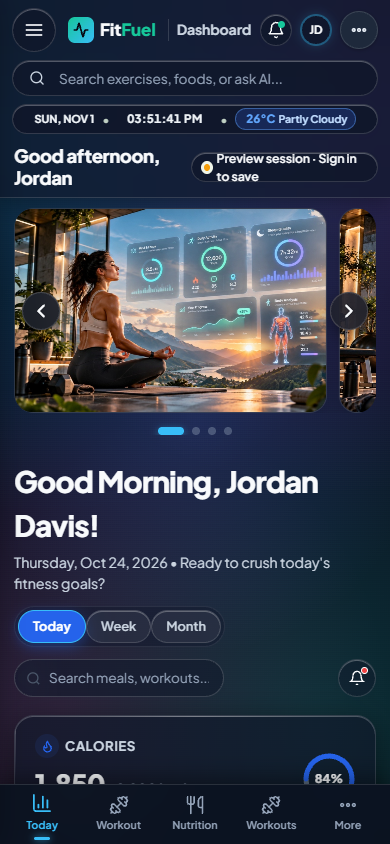 FitFuel
Dashboard
JD
Search exercises, foods, or ask AI...
SUN, NOV 1 • 03:51:41 PM • 26°C Partly Cloudy
Good afternoon,
Jordan
Preview session · Sign in
to save
Good Morning, Jordan
Davis!
Thursday, Oct 24, 2026 • Ready to crush today's
fitness goals?
Today
Week
Month
Search meals, workouts...
CALORIES
1,850
84%
Today
Workout
Nutrition
Workouts
More